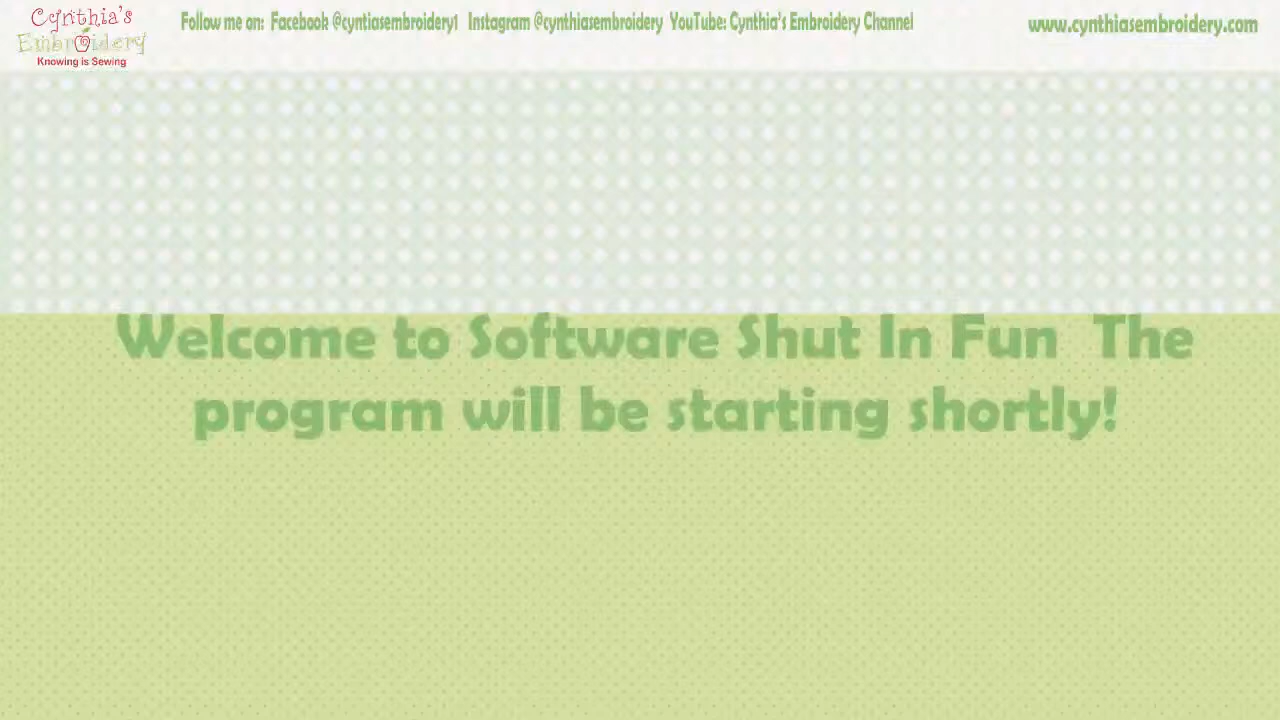 Cynthia's
Embroidery
Knowing is Sewing
Follow me on: Facebook @cyntiasembroidery1 Instagram @cynthiasembroidery YouTube: Cynthia's Embroidery Channel
www.cynthiasembroidery.com
Welcome to Software Shut In Fun The
program will be starting shortly!